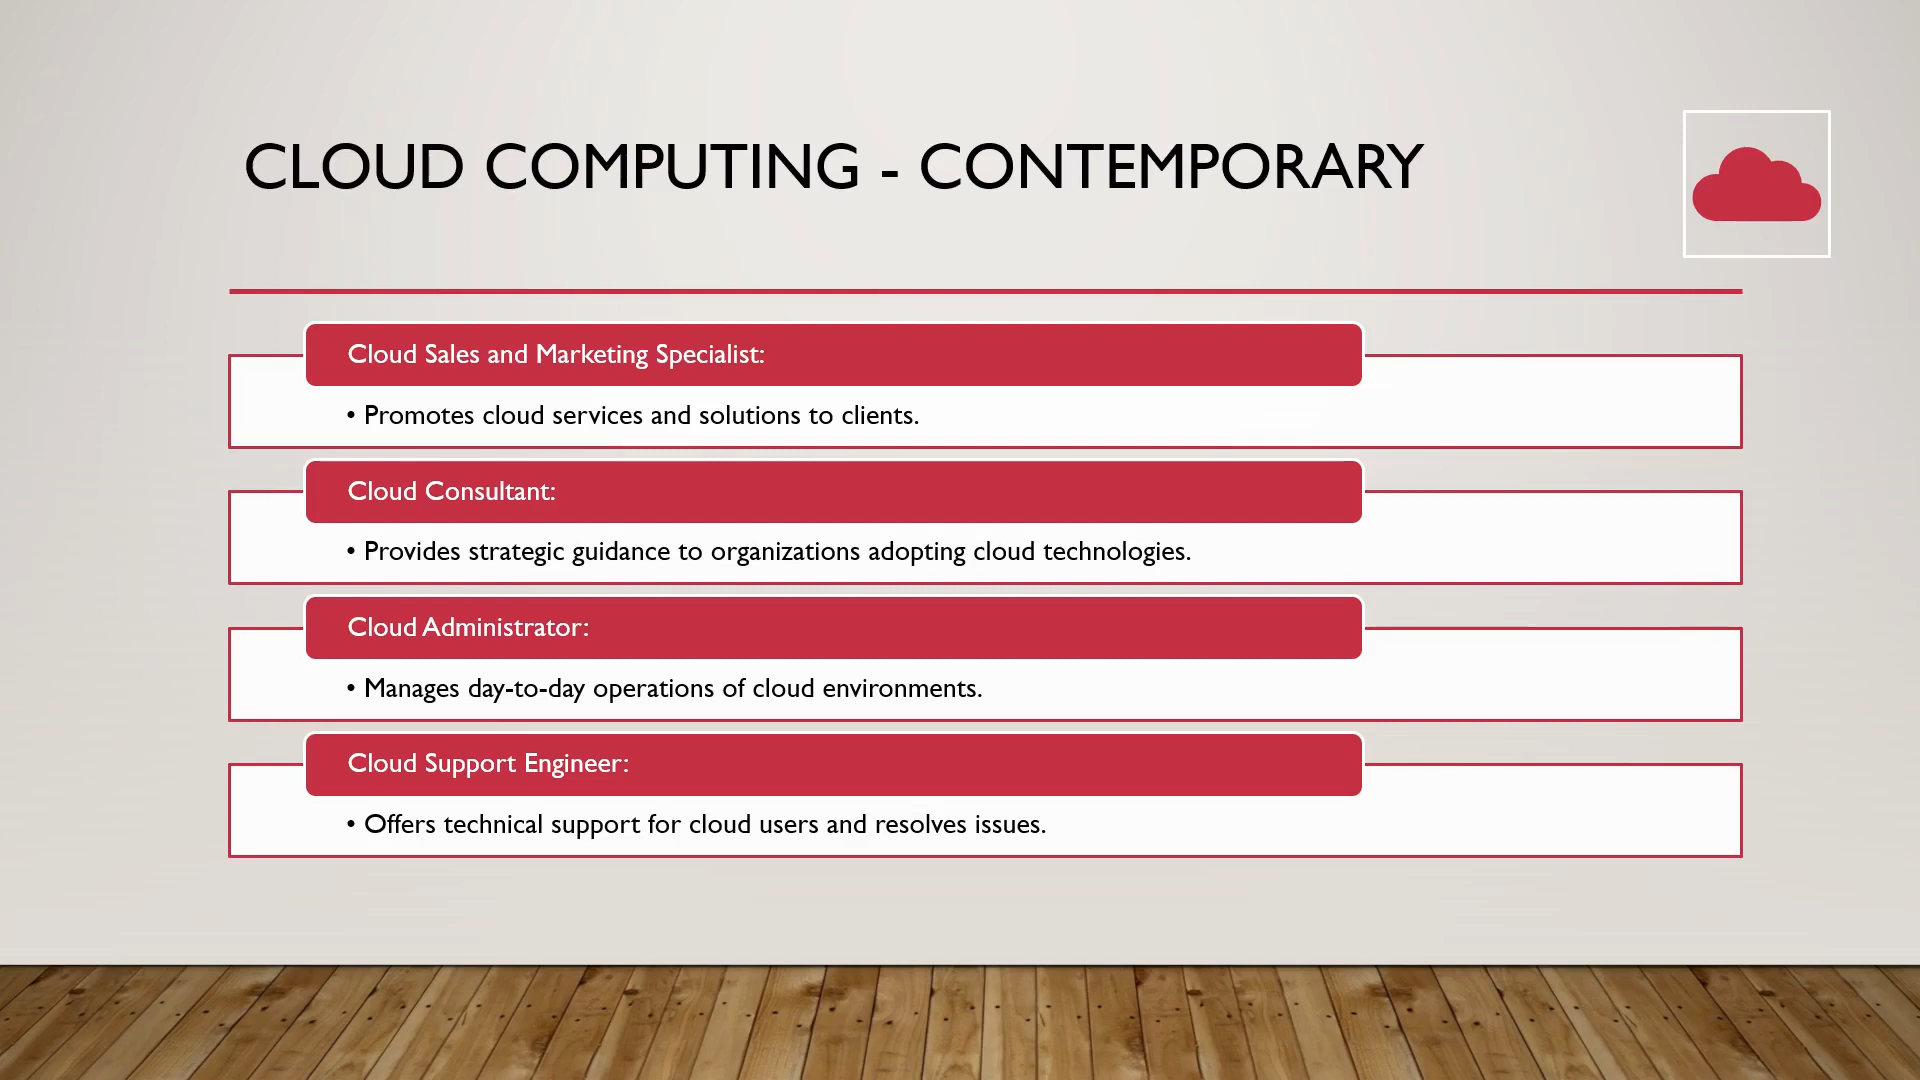 CLOUD COMPUTING - CONTEMPORARY
Cloud Sales and Marketing Specialist:
• Promotes cloud services and solutions to clients.
Cloud Consultant:
• Provides strategic guidance to organizations adopting cloud technologies.
Cloud Administrator:
• Manages day-to-day operations of cloud environments.
Cloud Support Engineer:
• Offers technical support for cloud users and resolves issues.